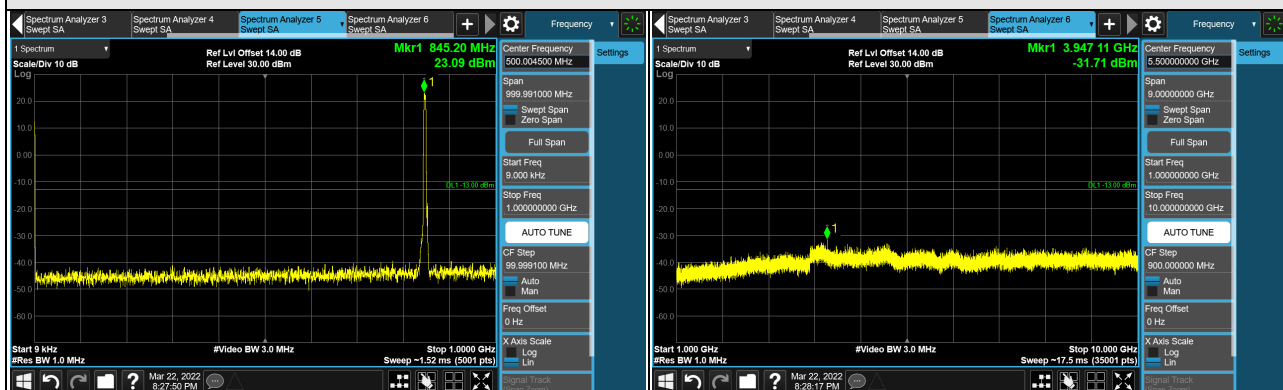 Spectrum Analyzer 3
Swept SA
Spectrum Analyzer 4
Swept SA
Spectrum Analyzer 5
Swept SA
Spectrum Analyzer 6
Swept SA
+
Frequency
1 Spectrum
Scale/Div 10 dB
Log
Ref Lvl Offset 14.00 dB
Ref Level 30.00 dBm
Mkr1 845.20 MHz
23.09 dBm
1
20.0
10.0
0.00
-10.0
DL1 -13.00 dBm
-20.0
-30.0
-40.0
-50.0
-60.0
Start 9 kHz
#Res BW 1.0 MHz
#Video BW 3.0 MHz
Stop 1.0000 GHz
Sweep ~1.52 ms (5001 pts)
Center Frequency
500.004500 MHz
Settings
Span
999.991000 MHz
Swept Span
Zero Span
Full Span
Start Freq
9.000 kHz
Stop Freq
1.000000000 GHz
AUTO TUNE
CF Step
99.999100 MHz
Auto
Man
Freq Offset
0 Hz
X Axis Scale
Log
Lin
Signal Track
?
Mar 22, 2022
8:27:50 PM
Spectrum Analyzer 3
Swept SA
Spectrum Analyzer 4
Swept SA
Spectrum Analyzer 5
Swept SA
Spectrum Analyzer 6
Swept SA
+
Frequency
1 Spectrum
Scale/Div 10 dB
Log
Ref Lvl Offset 14.00 dB
Ref Level 30.00 dBm
Mkr1 3.947 11 GHz
-31.71 dBm
20.0
10.0
0.00
-10.0
DL1 -13.00 dBm
-20.0
-30.0
1
-40.0
-50.0
-60.0
Start 1.000 GHz
#Res BW 1.0 MHz
#Video BW 3.0 MHz
Stop 10.000 GHz
Sweep ~17.5 ms (35001 pts)
Center Frequency
5.500000000 GHz
Settings
Span
9.00000000 GHz
Swept Span
Zero Span
Full Span
Start Freq
1.000000000 GHz
Stop Freq
10.000000000 GHz
AUTO TUNE
CF Step
900.000000 MHz
Auto
Man
Freq Offset
0 Hz
X Axis Scale
Log
Lin
Signal Track
?
Mar 22, 2022
8:28:17 PM